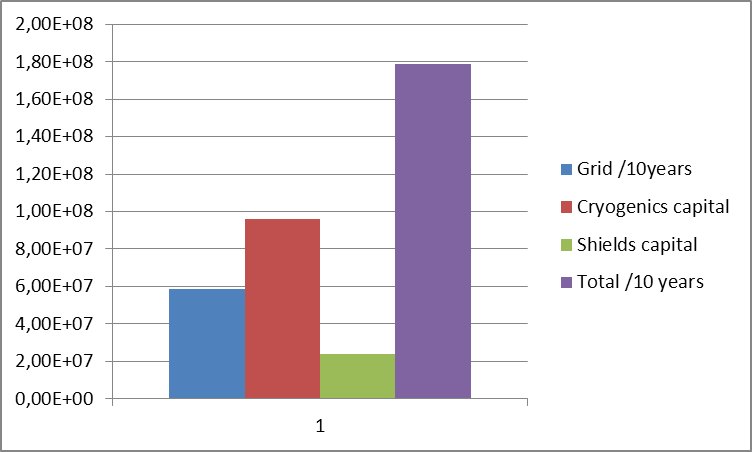 2,00E+08
1,80E+08
1,60E+08
1,40E+08
1,20E+08
1,00E+08
8,00E+07
6,00E+07
4,00E+07
2,00E+07
0,00E+00
1
Grid /10years
Cryogenics capital
Shields capital
Total /10 years